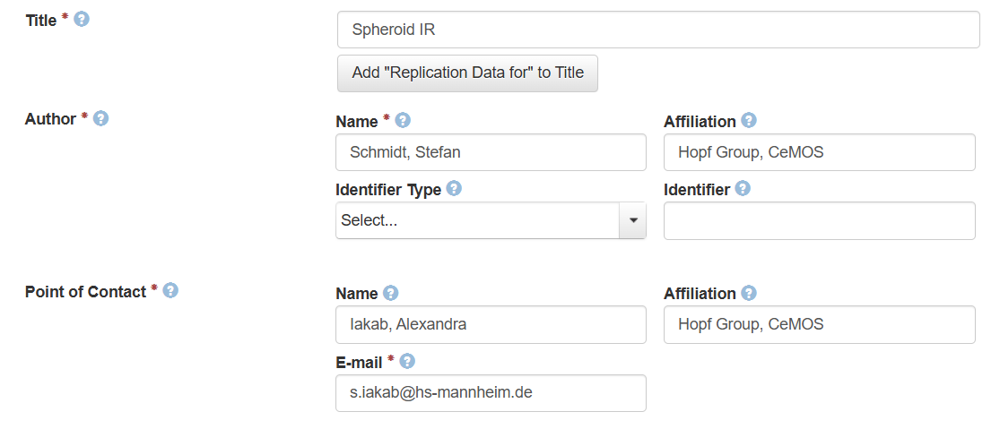 Title * ?
Spheroid IR
Add "Replication Data for" to Title
Author * ?
Name * ? Affiliation ?
Schmidt, Stefan Hopf Group, CeMOS
Identifier Type ? Identifier ?
Select...
Point of Contact * ?
Name ? Affiliation ?
Iakab, Alexandra Hopf Group, CeMOS
E-mail * ?
s.iakab@hs-mannheim.de